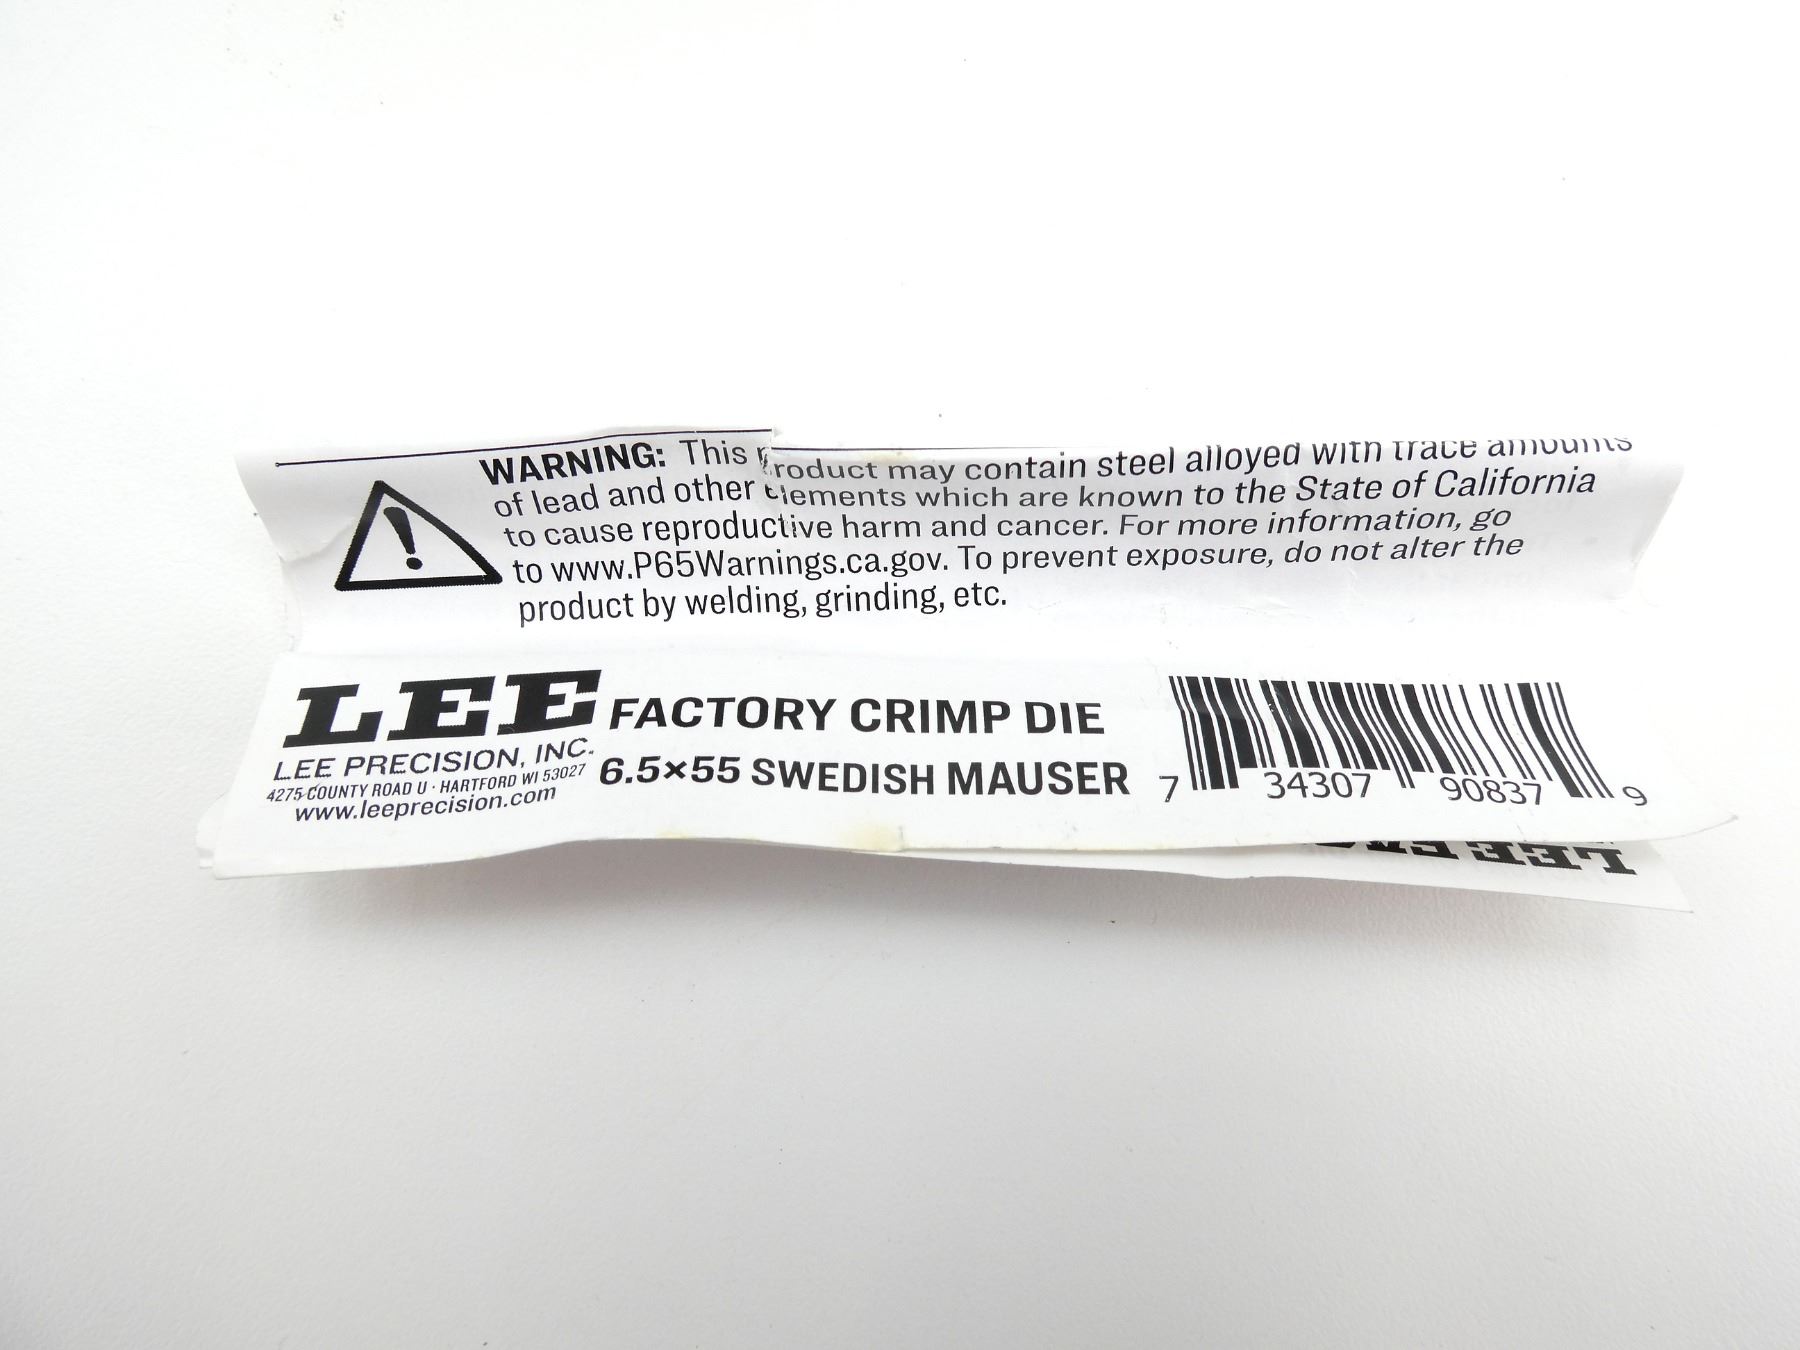 WARNING: This product may contain steel alloyed with trace amounts
of lead and other elements which are known to the State of California
to cause reproductive harm and cancer. For more information, go
to www.P65Warnings.ca.gov. To prevent exposure, do not alter the
product by welding, grinding, etc.
LEE
LEE PRECISION, INC.
4275 COUNTY ROAD U · HARTFORD WI 53027
www.leeprecision.com
FACTORY CRIMP DIE
6.5×55 SWEDISH MAUSER
7 34307 90837 9
LEE